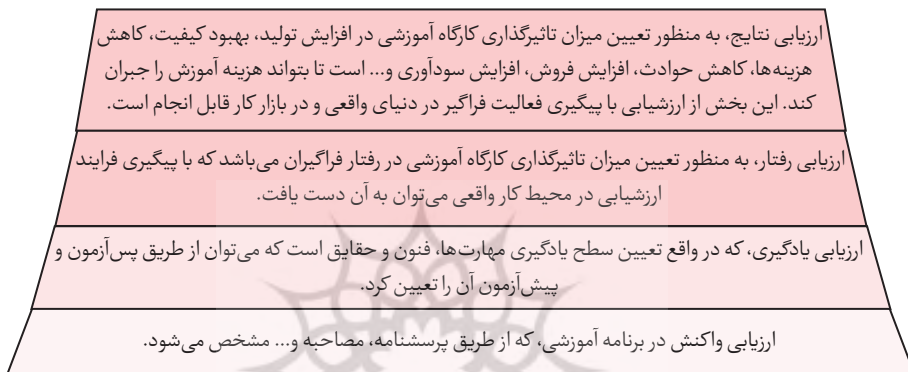 ارزیابی نتایج، به منظور تعیین میزان تاثیرگذاری کارگاه آموزشی در افزایش تولید، بهبود کیفیت، کاهش
هزینه‌ها، کاهش حوادث، افزایش فروش، افزایش سودآوری و... است تا بتواند هزینه آموزش را جبران
کند. این بخش از ارزشیابی با پیگیری فعالیت فراگیر در دنیای واقعی و در بازار کار قابل انجام است.
ارزیابی رفتار، به منظور تعیین میزان تاثیرگذاری کارگاه آموزشی در رفتار فراگیران می‌باشد که با پیگیری فرایند
ارزشیابی در محیط کار واقعی می‌توان به آن دست یافت.
ارزیابی یادگیری، که در واقع تعیین سطح یادگیری مهارت‌ها، فنون و حقایق است که می‌توان از طریق پس‌آزمون و
پیش‌آزمون آن را تعیین کرد.
ارزیابی واکنش در برنامه آموزشی، که از طریق پرسشنامه، مصاحبه و... مشخص می‌شود.